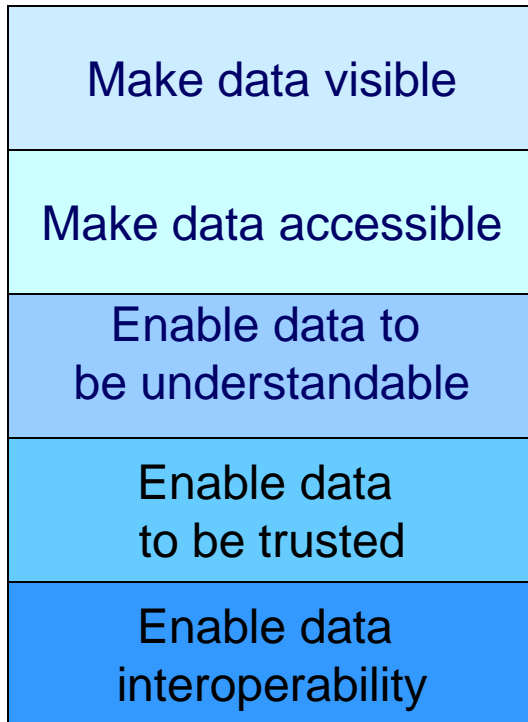 Make data visible
Make data accessible
Enable data to
be understandable
Enable data
to be trusted
Enable data
interoperability